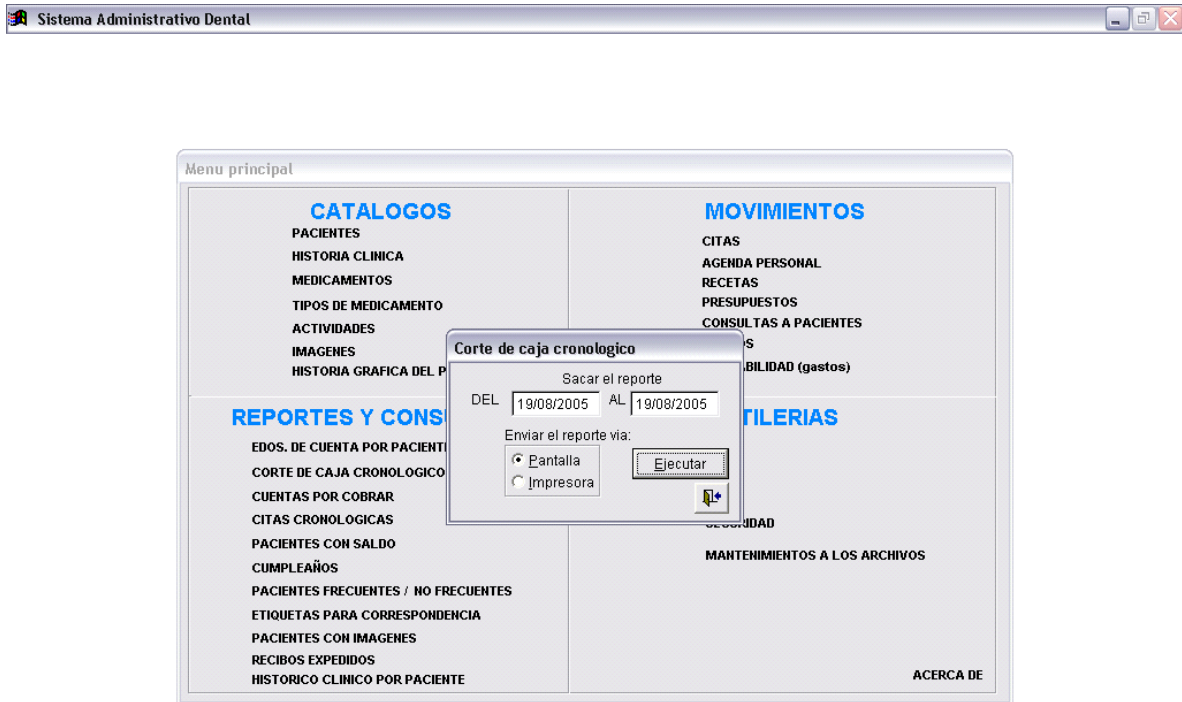 Sistema Administrativo Dental
Menu principal
CATALOGOS
PACIENTES
HISTORIA CLINICA
MEDICAMENTOS
TIPOS DE MEDICAMENTO
ACTIVIDADES
IMAGENES
HISTORIA GRAFICA DEL P
MOVIMIENTOS
CITAS
AGENDA PERSONAL
RECETAS
PRESUPUESTOS
CONSULTAS A PACIENTES
S
BILIDAD (gastos)
Corte de caja cronologico
Sacar el reporte
DEL 19/08/2005 AL 19/08/2005
Enviar el reporte via:
Pantalla
Impresora
Ejecutar
REPORTES Y CONSU
EDOS. DE CUENTA POR PACIENT
CORTE DE CAJA CRONOLOGICO
CUENTAS POR COBRAR
CITAS CRONOLOGICAS
PACIENTES CON SALDO
CUMPLEAÑOS
PACIENTES FRECUENTES / NO FRECUENTES
ETIQUETAS PARA CORRESPONDENCIA
PACIENTES CON IMAGENES
RECIBOS EXPEDIDOS
HISTORICO CLINICO POR PACIENTE
TILERIAS
SEGURIDAD
MANTENIMIENTOS A LOS ARCHIVOS
ACERCA DE